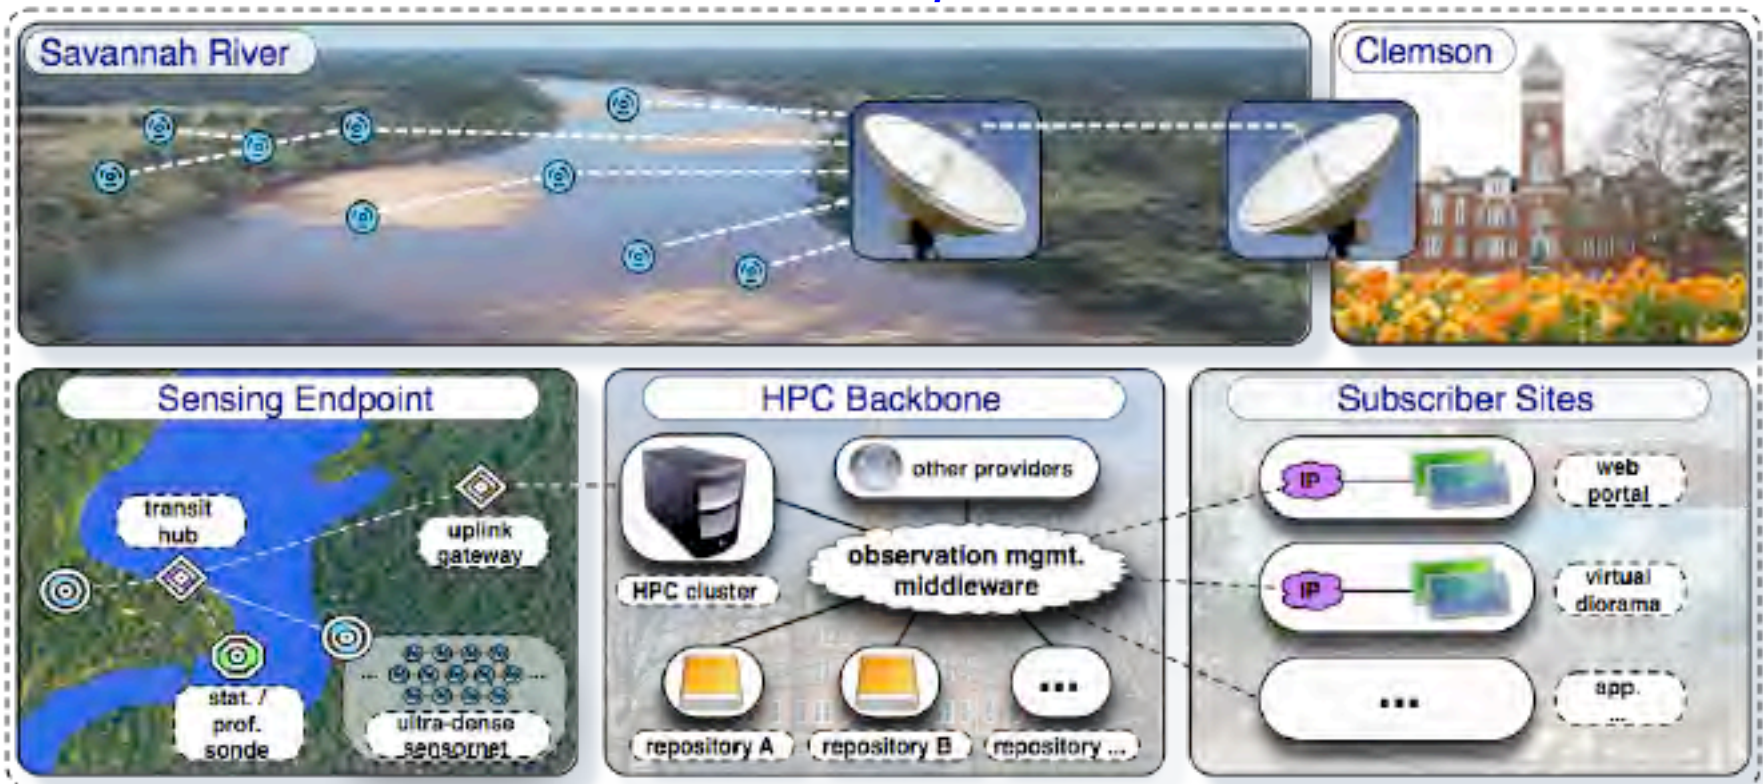 Savannah River
Clemson
Sensing Endpoint
transit
hub
uplink
gateway
stat. /
prof.
sonde
...
...
ultra-dense
sensornet
HPC Backbone
other providers
HPC cluster
observation mgmt.
middleware
...
repository A
repository B
repository ...
Subscriber Sites
IP
web
portal
IP
virtual
diorama
...
app.
...